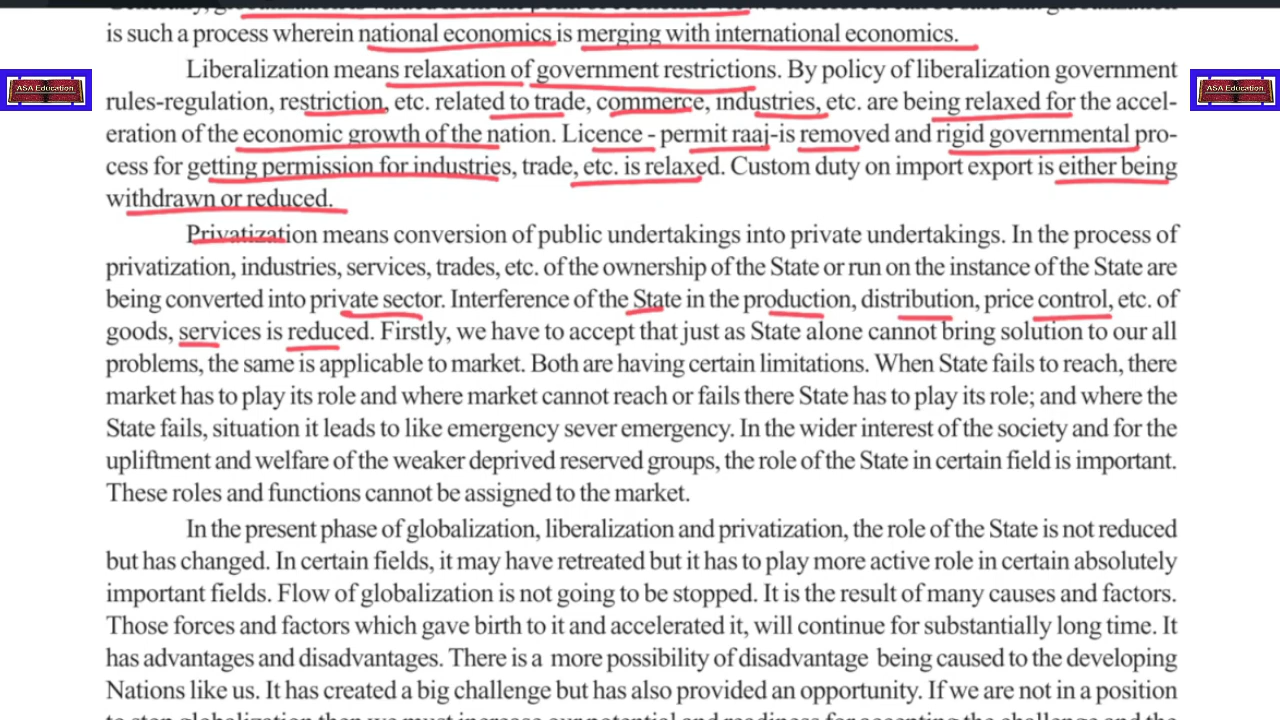 is such a process wherein national economics is merging with international economics.
Liberalization means relaxation of government restrictions. By policy of liberalization government
ASA Education
ASA Education
rules-regulation, restriction, etc. related to trade, commerce, industries, etc. are being relaxed for the accel-
eration of the economic growth of the nation. Licence - permit raaj-is removed and rigid governmental pro-
cess for getting permission for industries, trade, etc. is relaxed. Custom duty on import export is either being
withdrawn or reduced.
Privatization means conversion of public undertakings into private undertakings. In the process of
privatization, industries, services, trades, etc. of the ownership of the State or run on the instance of the State are
being converted into private sector. Interference of the State in the production, distribution, price control, etc. of
goods, services is reduced. Firstly, we have to accept that just as State alone cannot bring solution to our all
problems, the same is applicable to market. Both are having certain limitations. When State fails to reach, there
market has to play its role and where market cannot reach or fails there State has to play its role; and where the
State fails, situation it leads to like emergency sever emergency. In the wider interest of the society and for the
upliftment and welfare of the weaker deprived reserved groups, the role of the State in certain field is important.
These roles and functions cannot be assigned to the market.
In the present phase of globalization, liberalization and privatization, the role of the State is not reduced
but has changed. In certain fields, it may have retreated but it has to play more active role in certain absolutely
important fields. Flow of globalization is not going to be stopped. It is the result of many causes and factors.
Those forces and factors which gave birth to it and accelerated it, will continue for substantially long time. It
has advantages and disadvantages. There is a more possibility of disadvantage being caused to the developing
Nations like us. It has created a big challenge but has also provided an opportunity. If we are not in a position